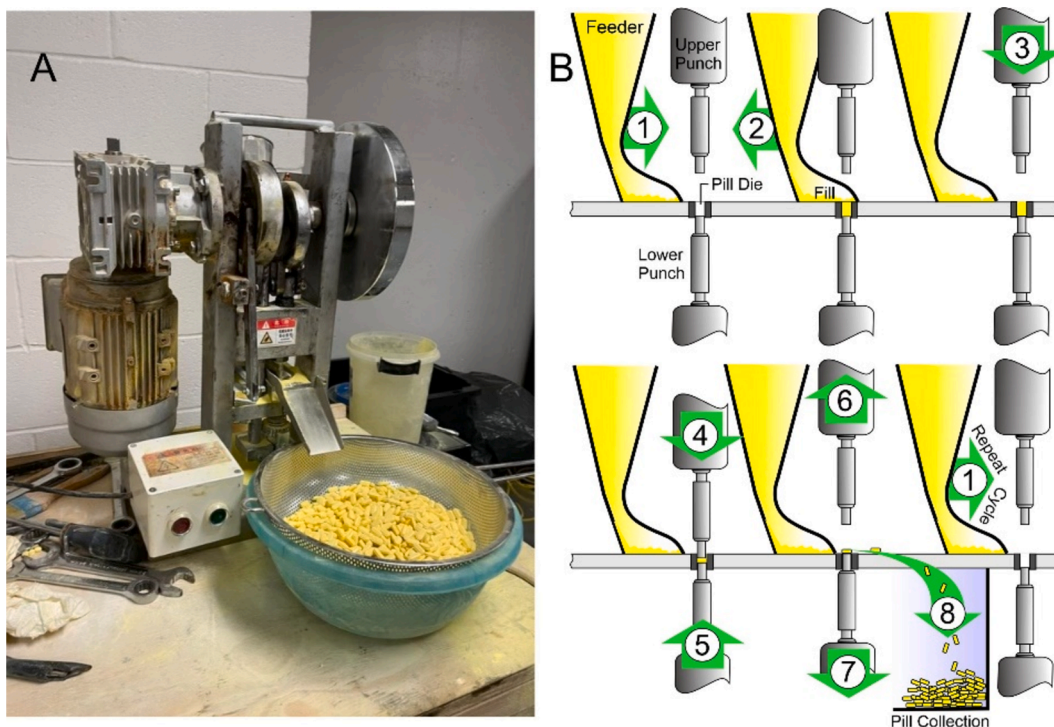 A
B
Feeder
Upper
Punch
1
2
3
Pill Die
Fill
Lower
Punch
4
5
6
7
1
Repeat
Cycle
8
Pill Collection